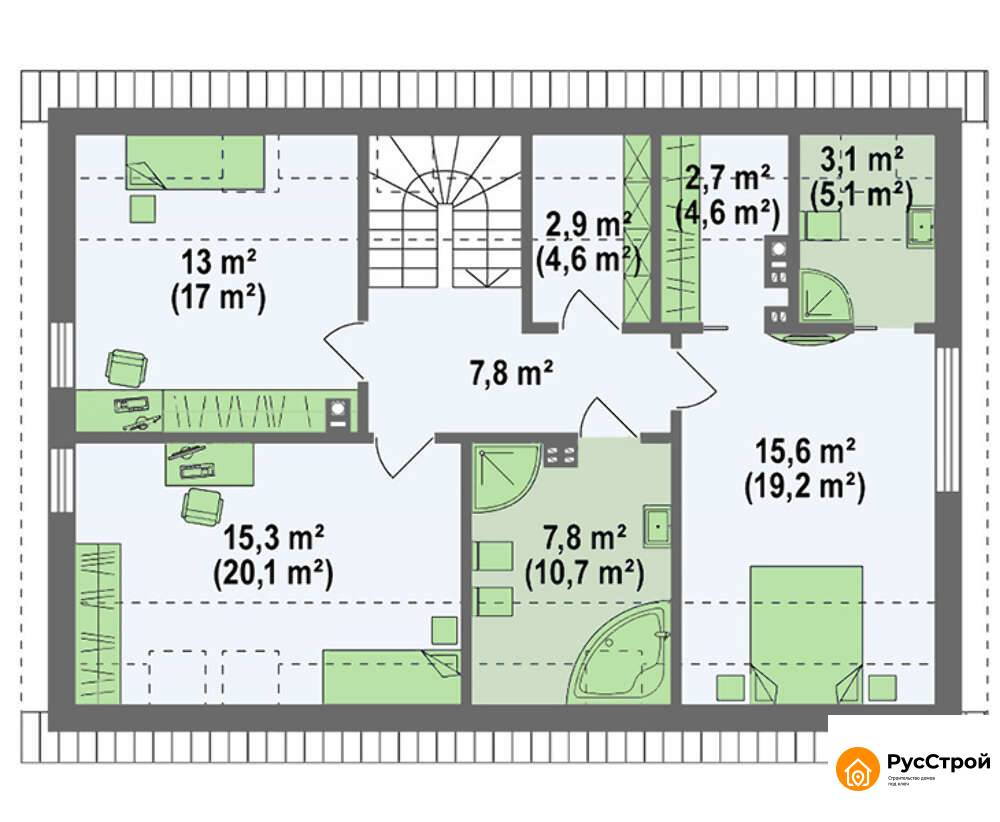 3,1 m²
(5,1 m²)
2,7 m²
(4,6 m²)
2,9 m²
(4,6 m²)
13 m²
(17 m²)
7,8 m²
15,6 m²
(19,2 m²)
15,3 m²
(20,1 m²)
7,8 m²
(10,7 m²)
РусСтрой
Строительство домов
под ключ